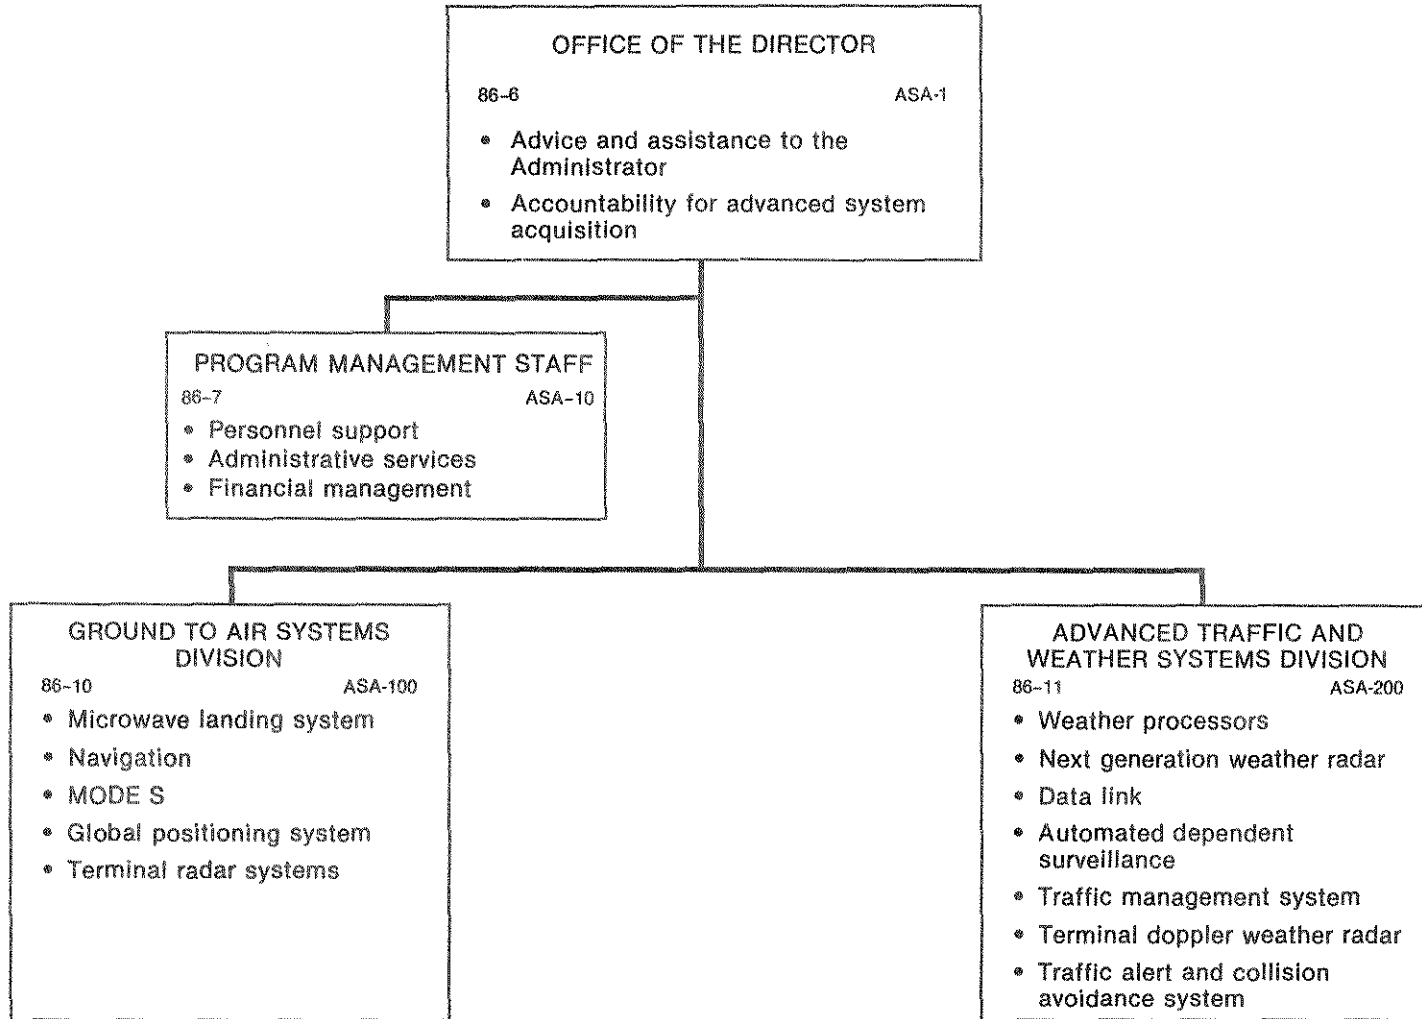 OFFICE OF THE DIRECTOR
86-6 ASA-1
• Advice and assistance to the
Administrator
• Accountability for advanced system
acquisition
PROGRAM MANAGEMENT STAFF
86-7 ASA-10
• Personnel support
• Administrative services
• Financial management
GROUND TO AIR SYSTEMS
DIVISION
86-10 ASA-100
• Microwave landing system
• Navigation
• MODE S
• Global positioning system
• Terminal radar systems
ADVANCED TRAFFIC AND
WEATHER SYSTEMS DIVISION
86-11 ASA-200
• Weather processors
• Next generation weather radar
• Data link
• Automated dependent
surveillance
• Traffic management system
• Terminal doppler weather radar
• Traffic alert and collision
avoidance system